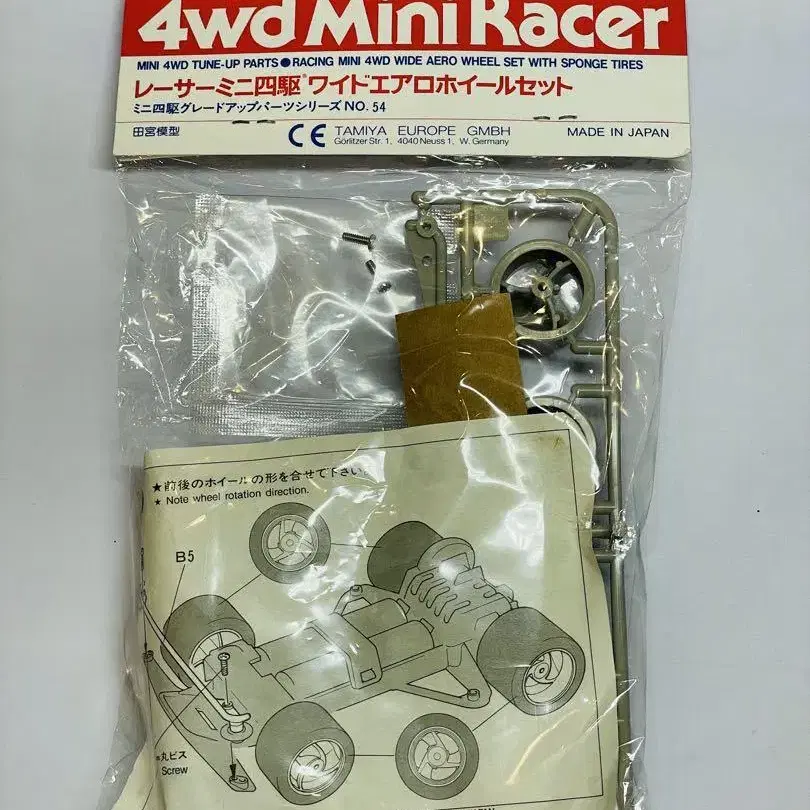 4wd Mini Racer
MINI 4WD TUNE-UP PARTS●RACING MINI 4WD WIDE AERO WHEEL SET WITH SPONGE TIRES
レーサーミニ四駆®ワイドエアロホイールセット
ミニ四駆グレードアップパーツシリーズ NO. 54
田宮模型
CE TAMIYA EUROPE GMBH
Görlitzer Str. 1, 4040 Neuss 1, W. Germany
MADE IN JAPAN
★前後のホイールの形を合せて下さい。
★ Note wheel rotation direction.
B5
丸ビス
Screw